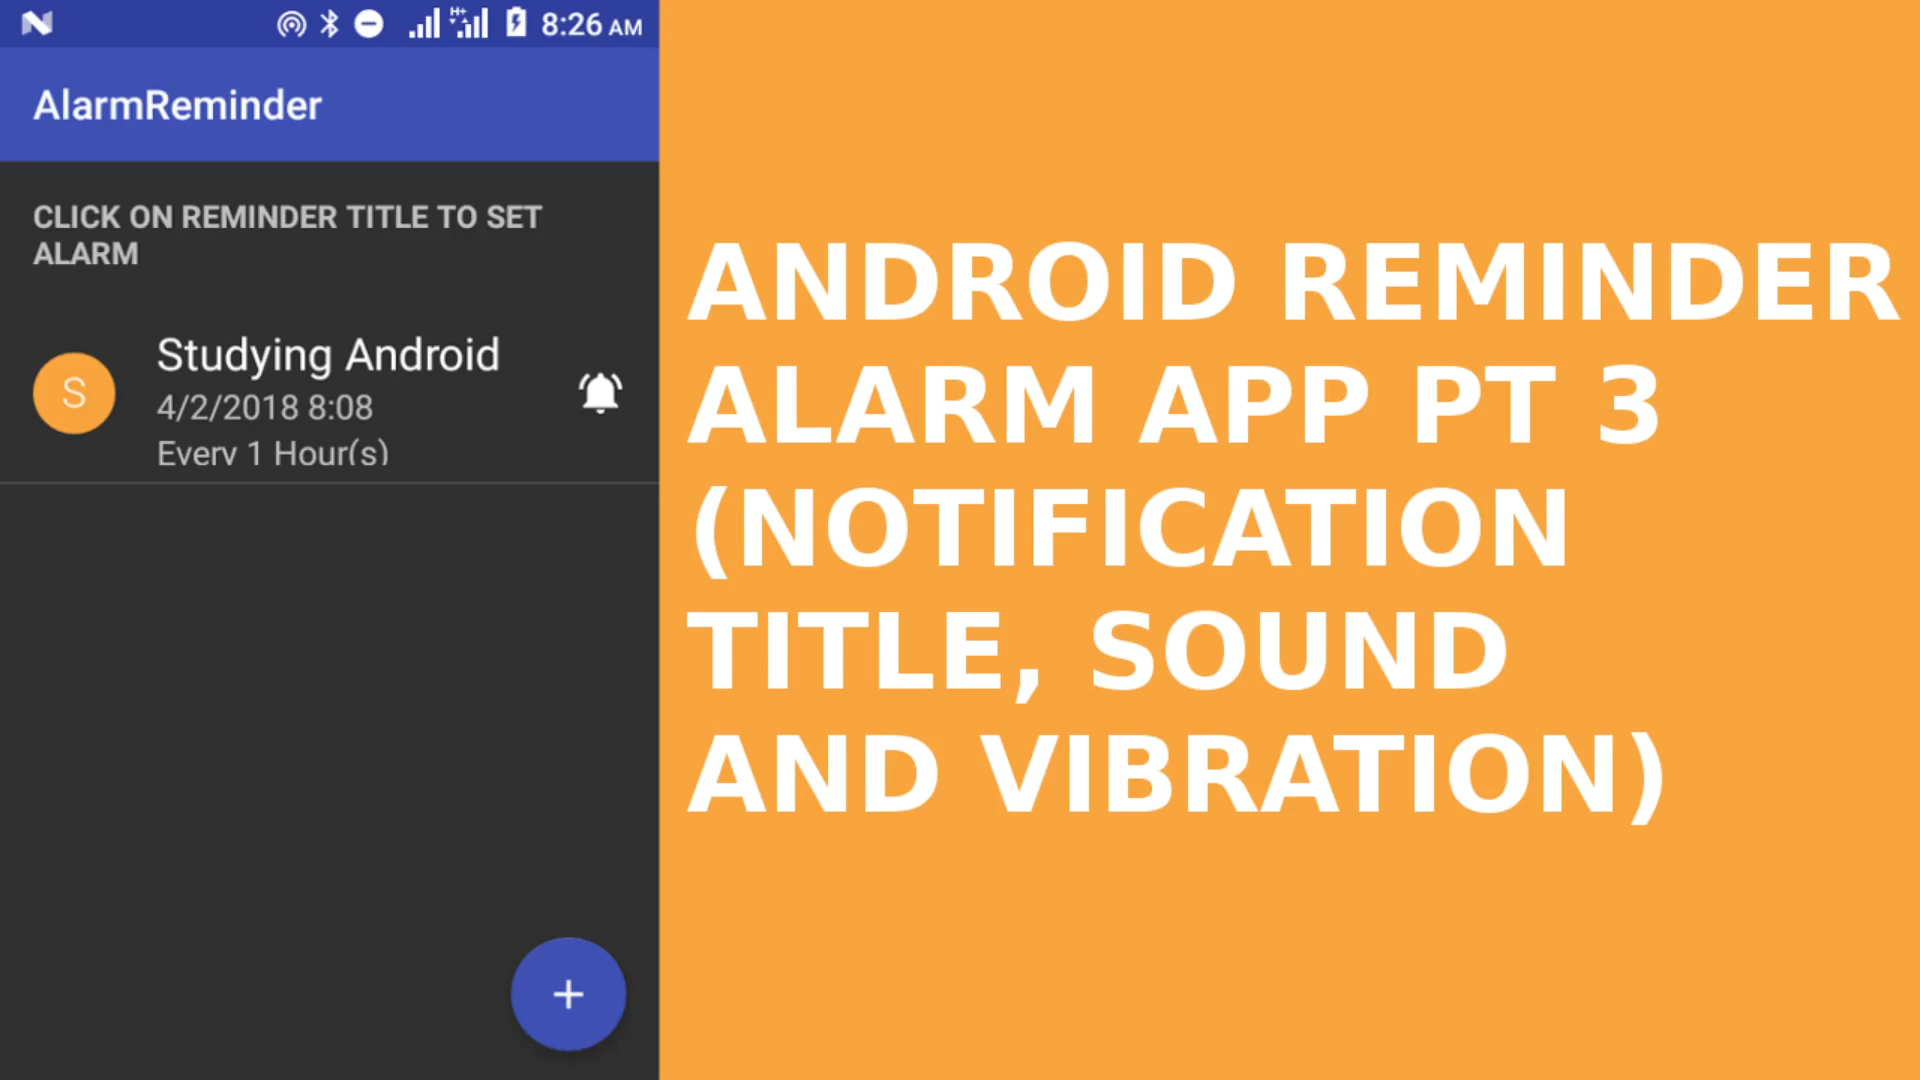 8:26 AM
AlarmReminder
CLICK ON REMINDER TITLE TO SET
ALARM
S
Studying Android
4/2/2018 8:08
Every 1 Hour(s)
ANDROID REMINDER
ALARM APP PT 3
(NOTIFICATION
TITLE, SOUND
AND VIBRATION)